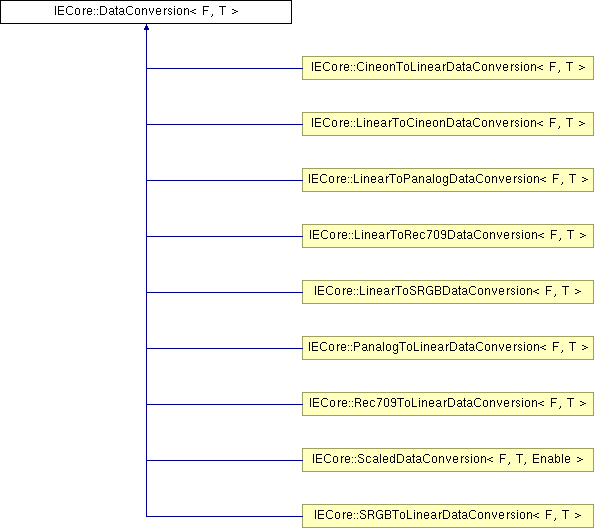 IECore::DataConversion< F, T >
IECore::CineonToLinearDataConversion< F, T >
IECore::LinearToCineonDataConversion< F, T >
IECore::LinearToPanalogDataConversion< F, T >
IECore::LinearToRec709DataConversion< F, T >
IECore::LinearToSRGBDataConversion< F, T >
IECore::PanalogToLinearDataConversion< F, T >
IECore::Rec709ToLinearDataConversion< F, T >
IECore::ScaledDataConversion< F, T, Enable >
IECore::SRGBToLinearDataConversion< F, T >